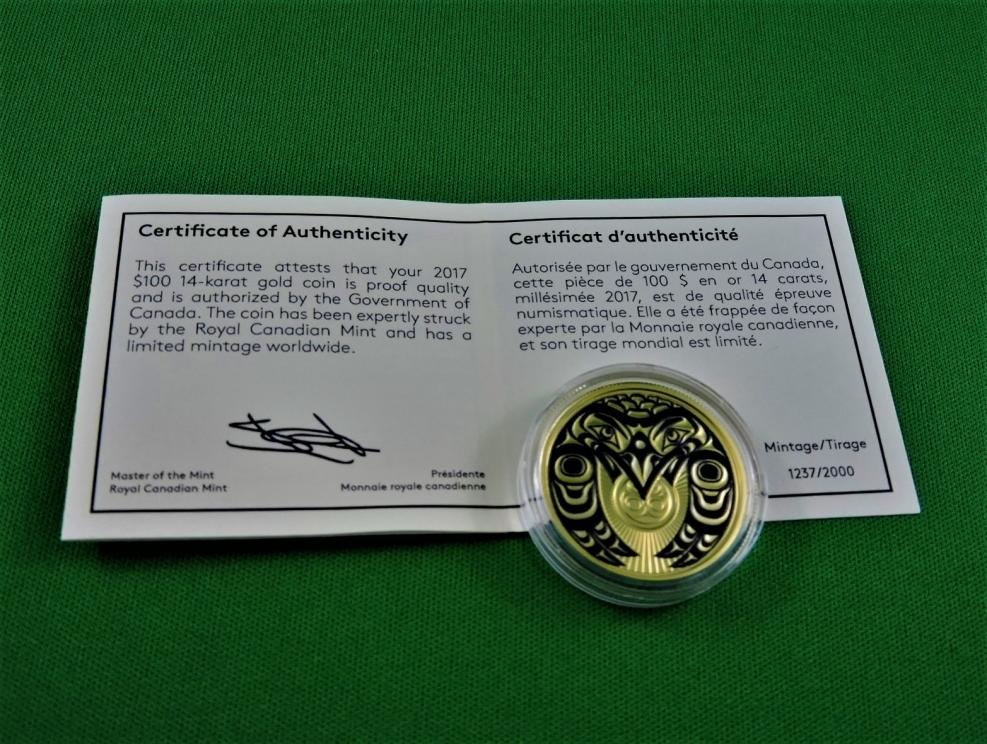 Certificate of Authenticity
This certificate attests that your 2017
$100 14-karat gold coin is proof quality
and is authorized by the Government of
Canada. The coin has been expertly struck
by the Royal Canadian Mint and has a
limited mintage worldwide.
Master of the Mint
Royal Canadian Mint
Présidente
Monnaie royale canadienne
Certificat d'authenticité
Autorisée par le gouvernement du Canada,
cette pièce de 100 $ en or 14 carats,
millésimée 2017, est de qualité épreuve
numismatique. Elle a été frappée de façon
experte par la Monnaie royale canadienne,
et son tirage mondial est limité.
Mintage/Tirage
1237/2000